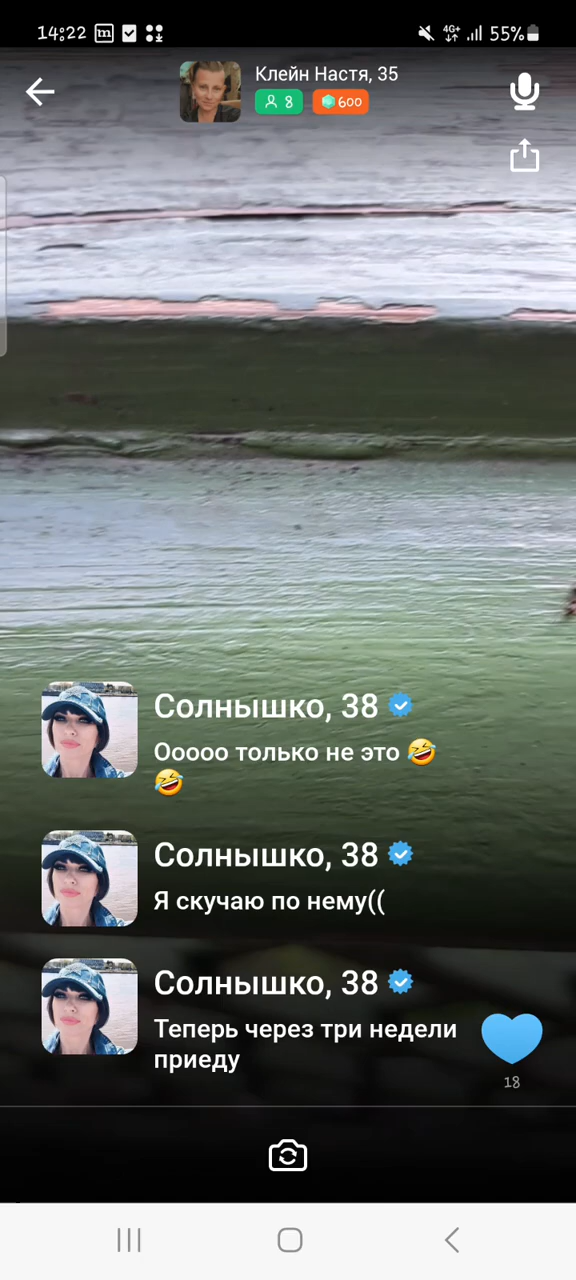 14:22
4G+
55%
Клейн Настя, 35
8
600
Солнышко, 38
Ооооо только не это 🤣
🤣
Солнышко, 38
Я скучаю по нему((
Солнышко, 38
Теперь через три недели
приеду
18